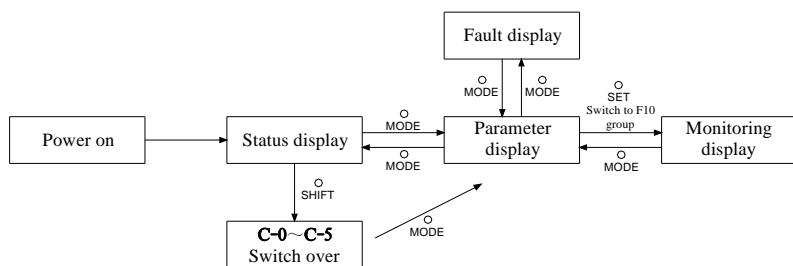 Fault display
MODE
MODE
SET
Switch to F10
group
MODE
Power on
Status display
Parameter
display
Monitoring
display
MODE
MODE
SHIFT
C-0～C-5
Switch over
MODE